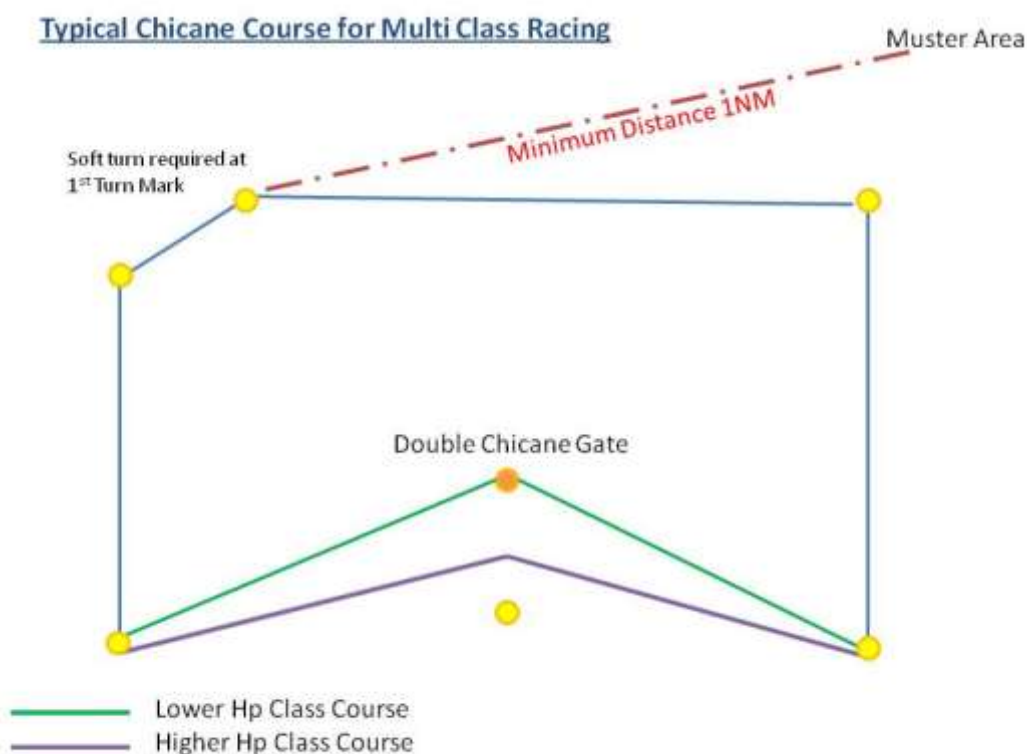 Typical Chicane Course for Multi Class Racing
Muster Area
Minimum Distance 1NM
Soft turn required at
1st Turn Mark
Double Chicane Gate
Lower Hp Class Course
Higher Hp Class Course